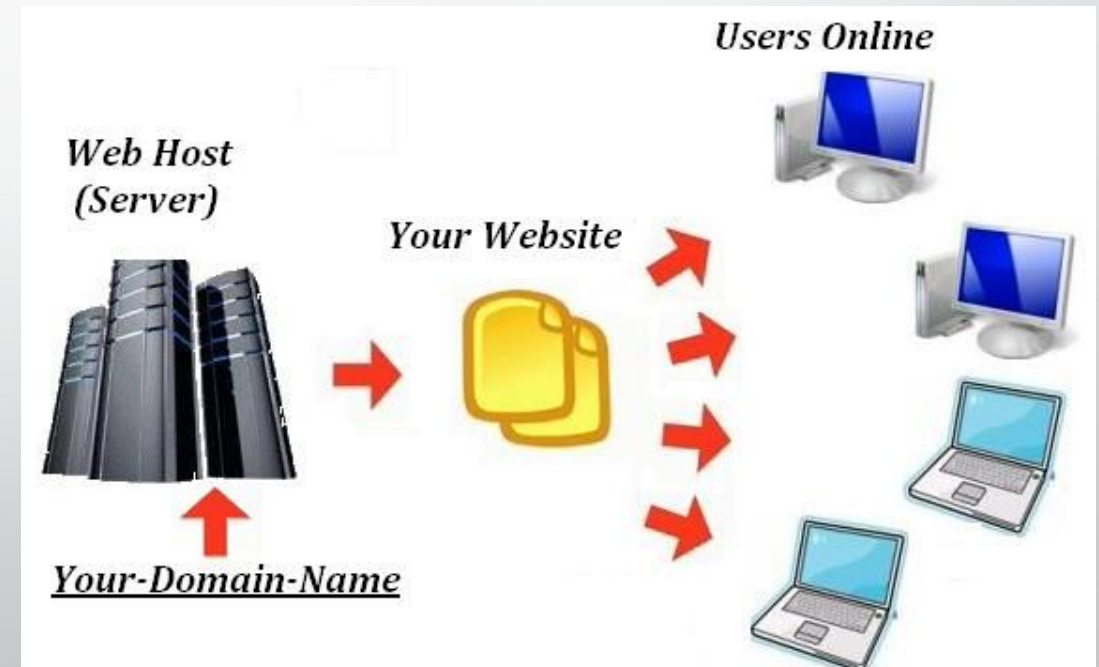 Users Online
Web Host
(Server)
Your Website
Your-Domain-Name